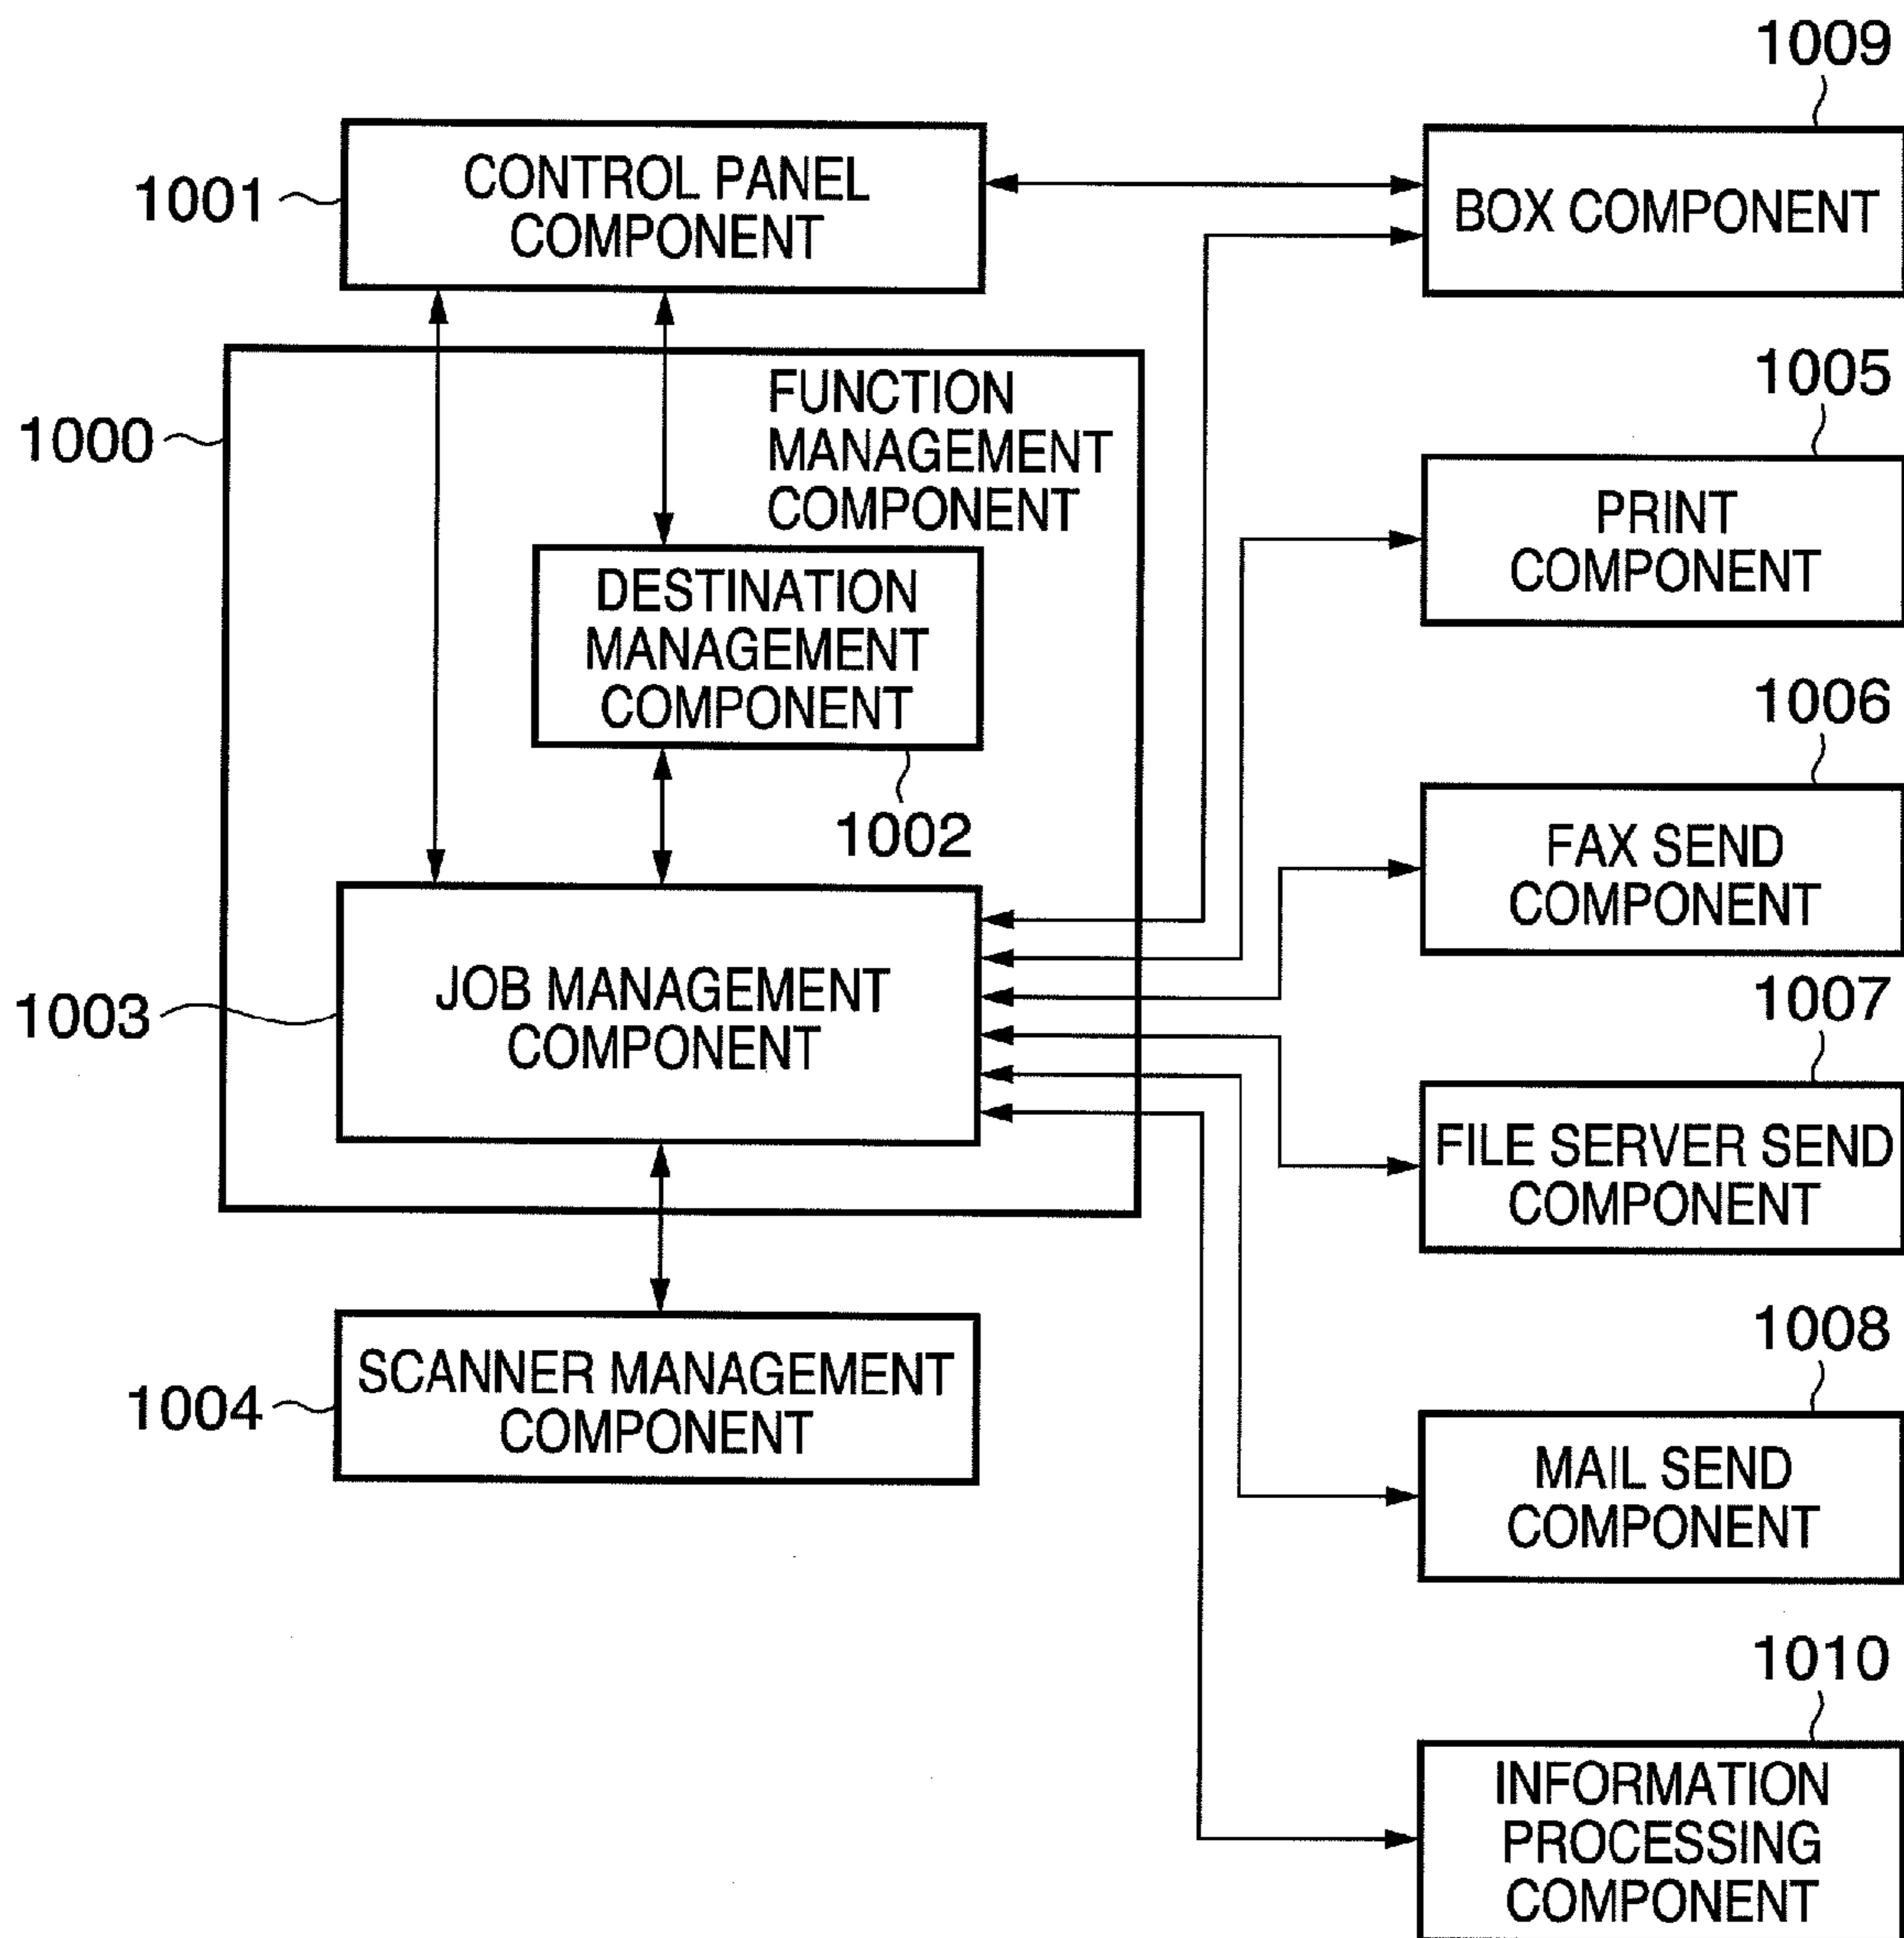 1009
1001
CONTROL PANEL
COMPONENT
BOX COMPONENT
1000
FUNCTION
MANAGEMENT
COMPONENT
1005
PRINT
COMPONENT
DESTINATION
MANAGEMENT
COMPONENT
1002
1006
FAX SEND
COMPONENT
1003
JOB MANAGEMENT
COMPONENT
1007
FILE SERVER SEND
COMPONENT
1004
SCANNER MANAGEMENT
COMPONENT
1008
MAIL SEND
COMPONENT
1010
INFORMATION
PROCESSING
COMPONENT